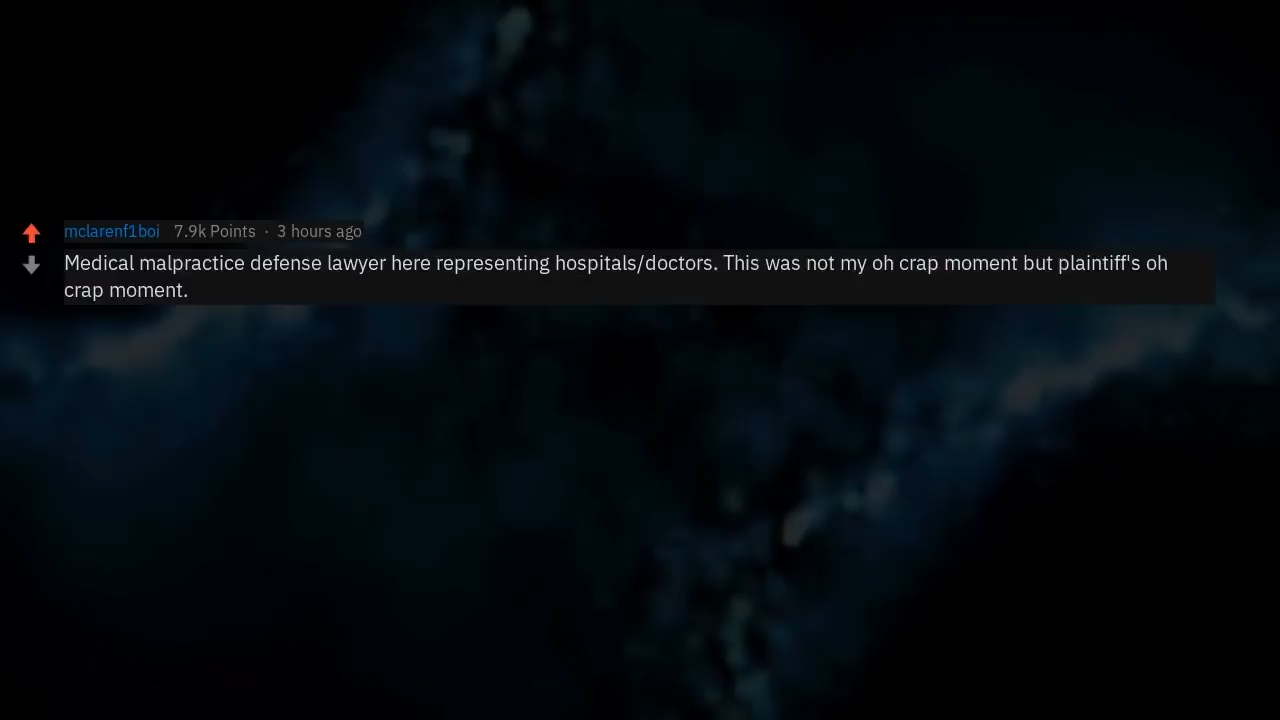 mclarenf1boi 7.9k Points · 3 hours ago
Medical malpractice defense lawyer here representing hospitals/doctors. This was not my oh crap moment but plaintiff's oh
crap moment.